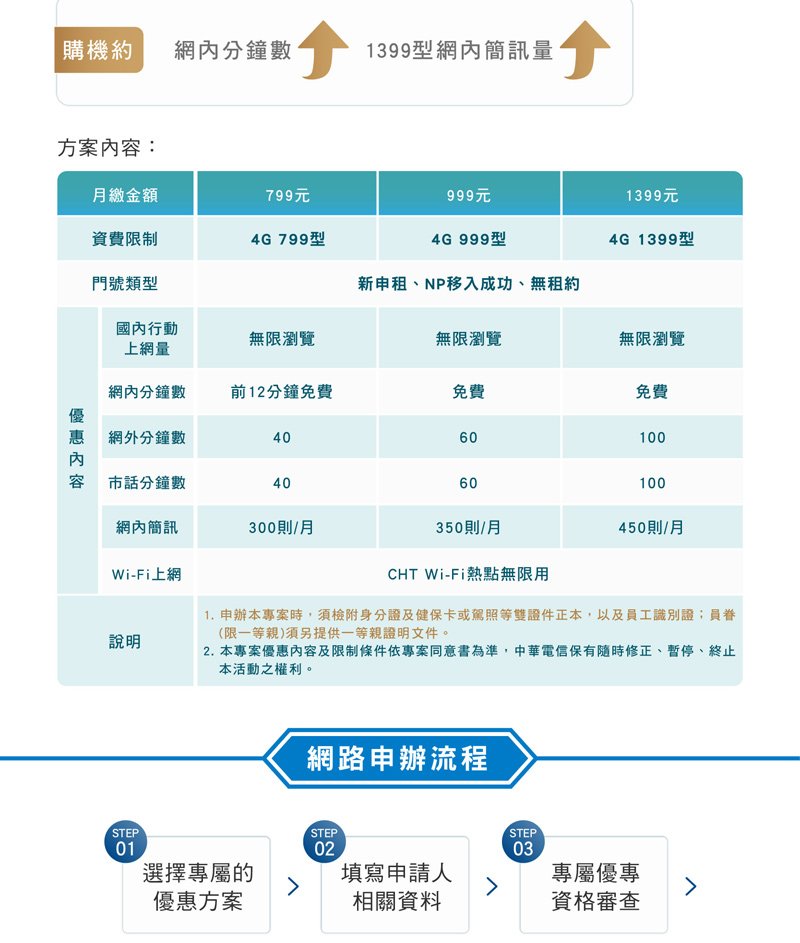 購機約 網內分鐘數 1399型網內簡訊量
方案內容：
月繳金額 799元 999元 1399元
資費限制 4G 799型 4G 999型 4G 1399型
門號類型 新申租、NP移入成功、無租約
優惠內容
國內行動
上網量 無限瀏覽 無限瀏覽 無限瀏覽
網內分鐘數 前12分鐘免費 免費 免費
網外分鐘數 40 60 100
市話分鐘數 40 60 100
網內簡訊 300則/月 350則/月 450則/月
Wi-Fi上網 CHT Wi-Fi熱點無限用
說明
1. 申辦本專案時，須檢附身分證及健保卡或駕照等雙證件正本，以及員工識別證；員眷
(限一等親)須另提供一等親證明文件。
2. 本專案優惠內容及限制條件依專案同意書為準，中華電信保有隨時修正、暫停、終止
本活動之權利。
網路申辦流程
STEP
01
選擇專屬的
優惠方案
STEP
02
填寫申請人
相關資料
STEP
03
專屬優專
資格審查